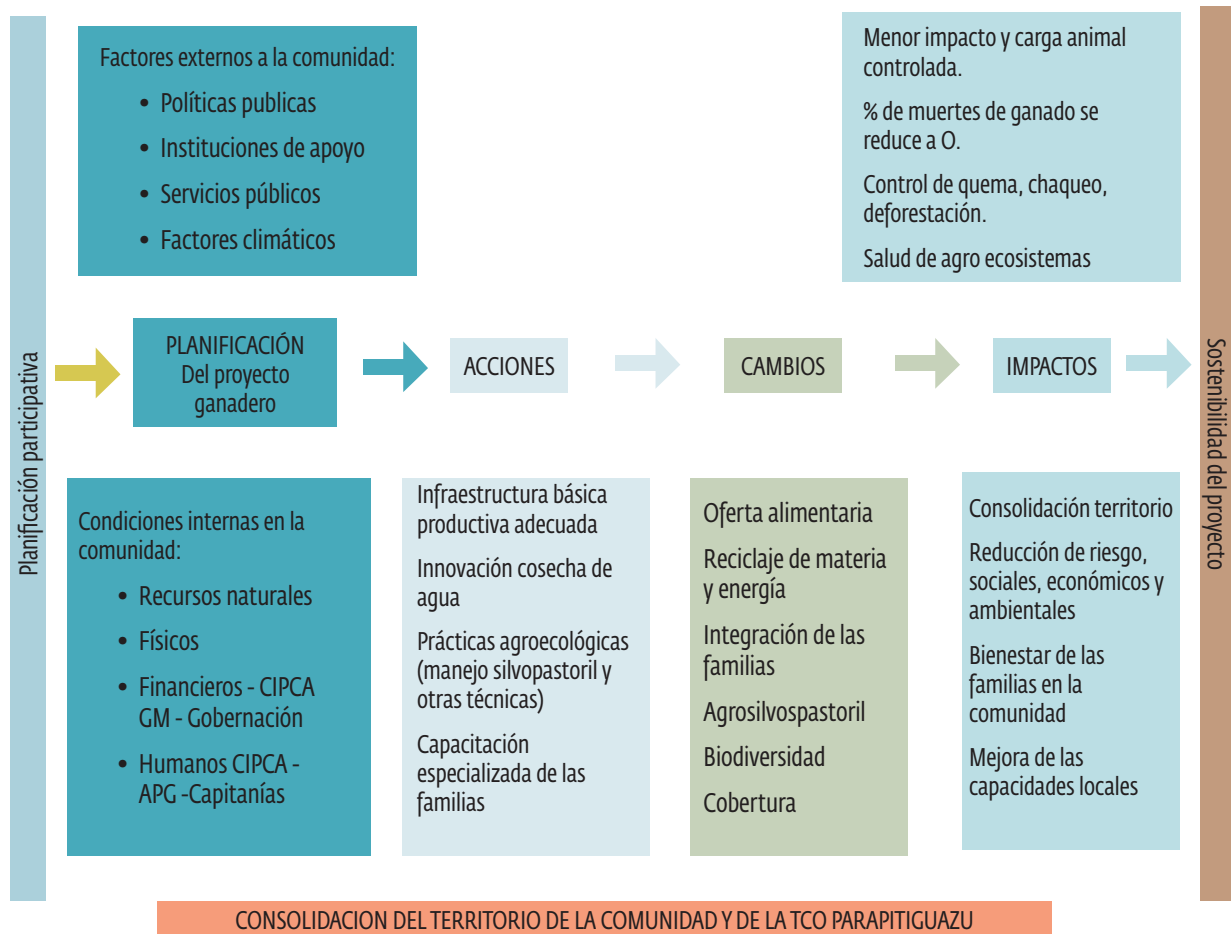 Planificación participativa
Factores externos a la comunidad:
• Políticas publicas
• Instituciones de apoyo
• Servicios públicos
• Factores climáticos
Menor impacto y carga animal
controlada.
% de muertes de ganado se
reduce a O.
Control de quema, chaqueo,
deforestación.
Salud de agro ecosistemas
PLANIFICACIÓN
Del proyecto
ganadero
ACCIONES
CAMBIOS
IMPACTOS
Condiciones internas en la
comunidad:
• Recursos naturales
• Físicos
• Financieros - CIPCA
GM - Gobernación
• Humanos CIPCA -
APG -Capitanías
Infraestructura básica
productiva adecuada
Innovación cosecha de
agua
Prácticas agroecológicas
(manejo silvopastoril y
otras técnicas)
Capacitación
especializada de las
familias
Oferta alimentaria
Reciclaje de materia
y energía
Integración de las
familias
Agrosilvospastoril
Biodiversidad
Cobertura
Consolidación territorio
Reducción de riesgo,
sociales, económicos y
ambientales
Bienestar de las
familias en la
comunidad
Mejora de las
capacidades locales
Sostenibilidad del proyecto
CONSOLIDACION DEL TERRITORIO DE LA COMUNIDAD Y DE LA TCO PARAPITIGUAZU